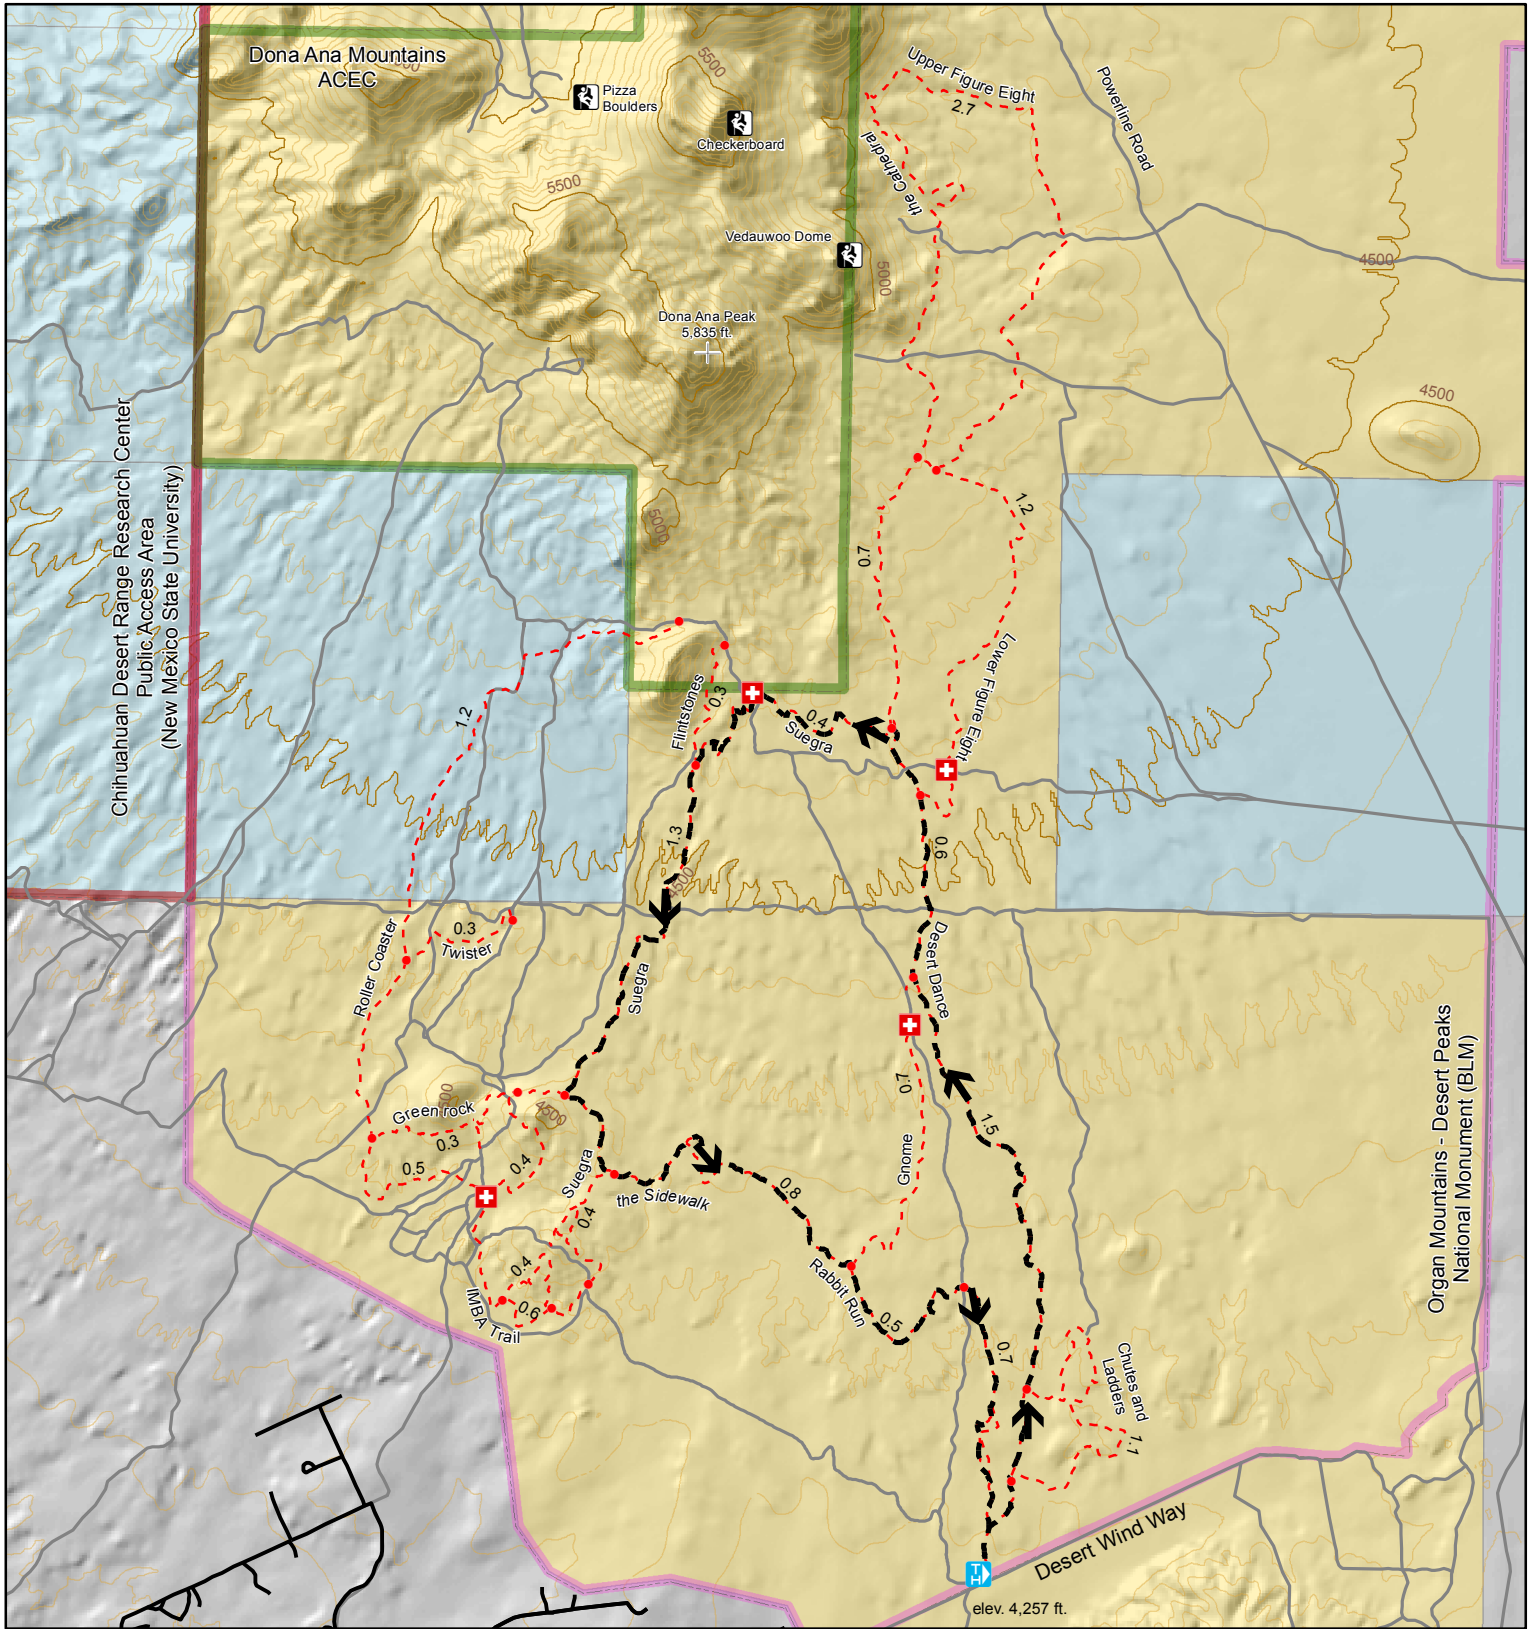 Dona Ana Mountains
ACEC
5500
5500
Pizza
Boulders
Checkerboard
Upper Figure Eight
2.7
Powerline Road
the Cathedral
5500
Vedauwoo Dome
5000
4500
Dona Ana Peak
5,835 ft.
4500
Chihuahuan Desert Range Research Center
Public Access Area
(New Mexico State University)
5000
0.7
1.2
Lower Figure Eight
1.2
Flintstones
0.3
0.4
Suegra
1.3
4500
0.6
Desert Dance
Roller Coaster
0.3
Twister
Suegra
0.7
Gnome
1.5
Organ Mountains - Desert Peaks
National Monument (BLM)
500
Green rock
4500
0.3
0.5
0.4
Suegra
the Sidewalk
0.8
0.4
0.4
0.6
IMBA Trail
Rabbit Run
0.5
0.7
Chutes and
Ladders
1.1
Desert Wind Way
TH
elev. 4,257 ft.